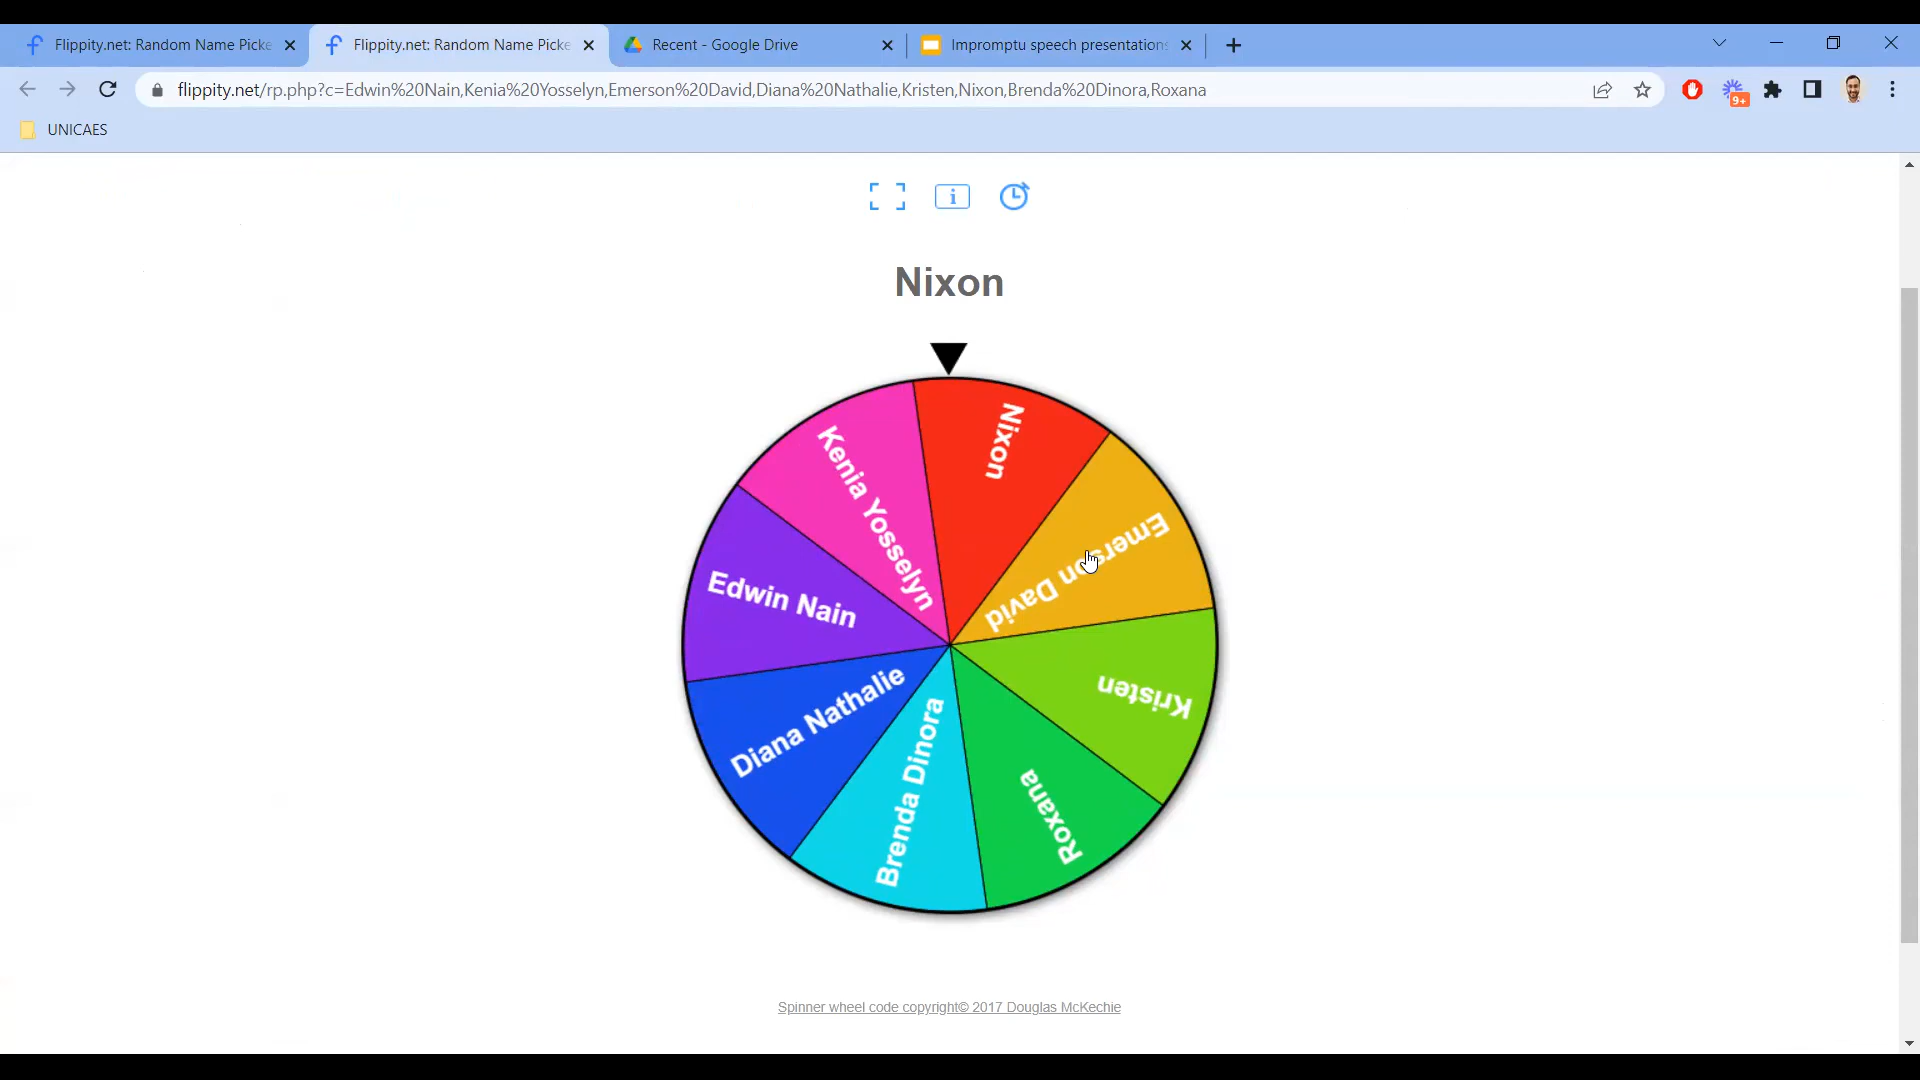 Flippity.net: Random Name Picke
Flippity.net: Random Name Picke
Recent - Google Drive
Impromptu speech presentations
flippity.net/rp.php?c=Edwin%20Nain,Kenia%20Yosselyn,Emerson%20David,Diana%20Nathalie,Kristen,Nixon,Brenda%20Dinora,Roxana
9+
UNICAES
i
Nixon
Nixon
Emerson David
Kristen
Roxana
Brenda Dinora
Diana Nathalie
Edwin Nain
Kenia Yosselyn
Spinner wheel code copyright© 2017 Douglas McKechie